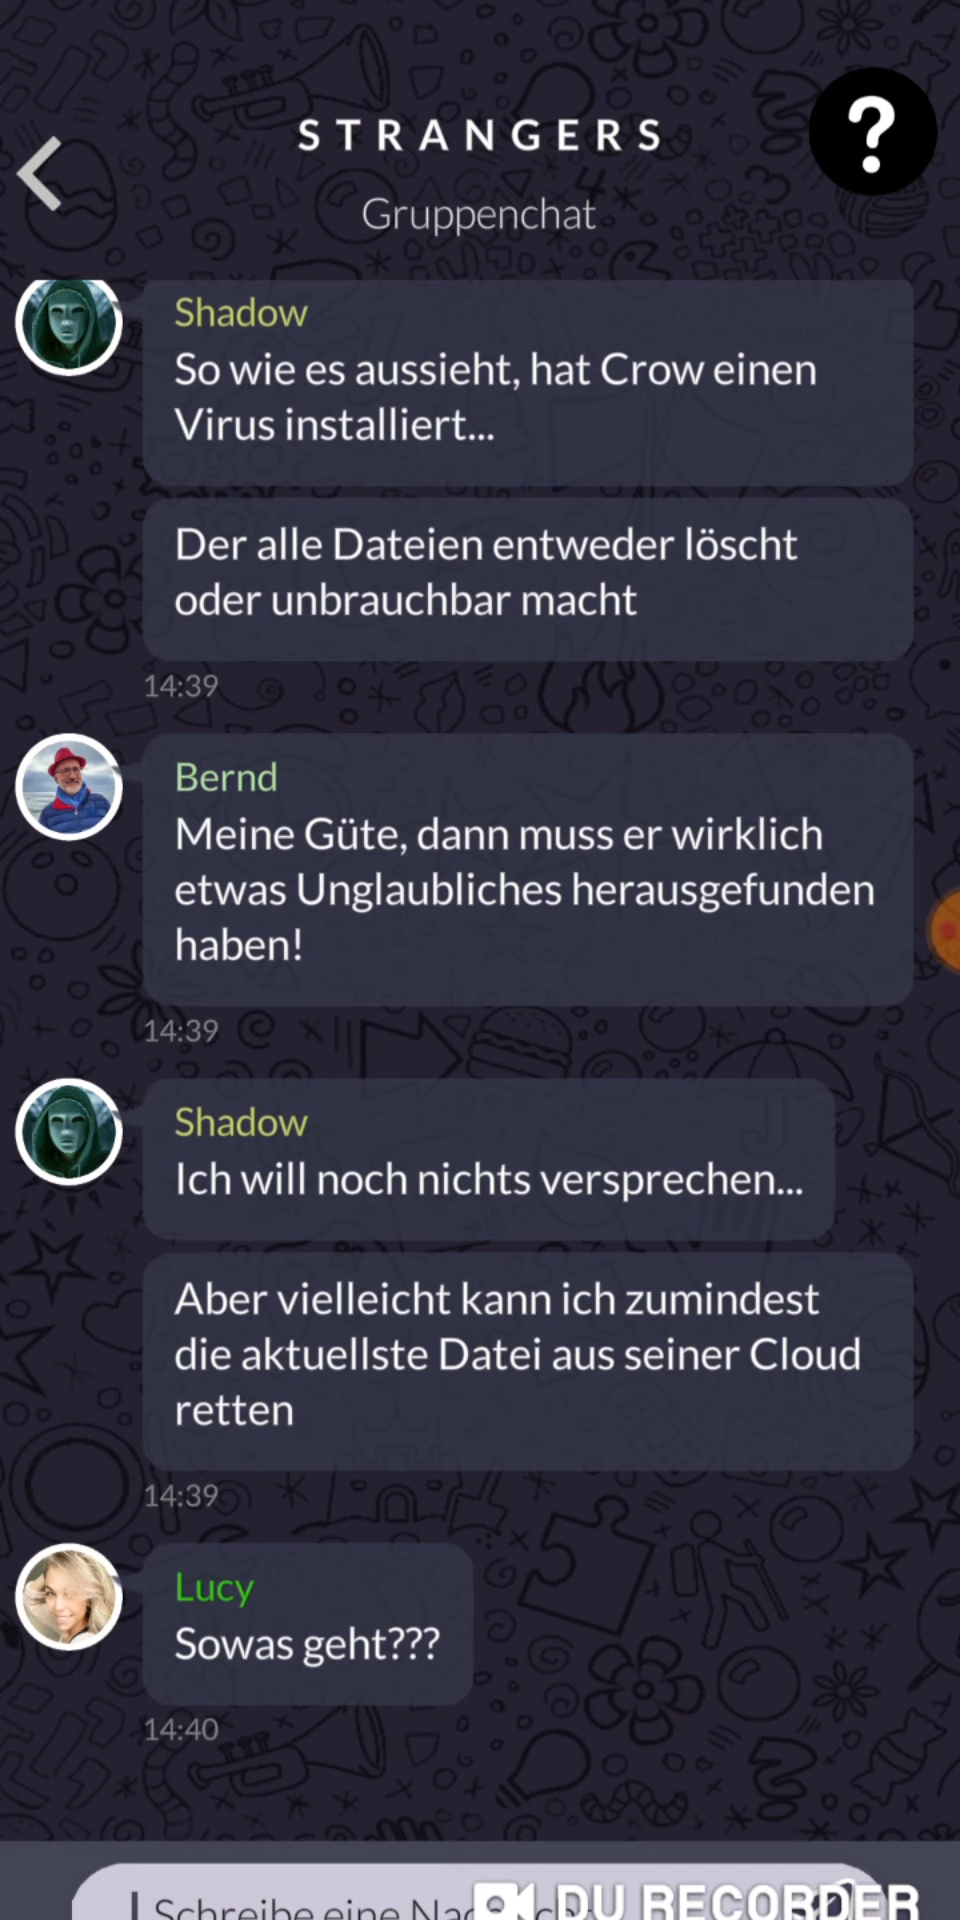 STRANGERS
?
Gruppenchat
Shadow
So wie es aussieht, hat Crow einen
Virus installiert...
Der alle Dateien entweder löscht
oder unbrauchbar macht
14:39
Bernd
Meine Güte, dann muss er wirklich
etwas Unglaubliches herausgefunden
haben!
14:39
Shadow
Ich will noch nichts versprechen...
Aber vielleicht kann ich zumindest
die aktuellste Datei aus seiner Cloud
retten
14:39
Lucy
Sowas geht???
14:40
Schreibe eine
DU RECORDER